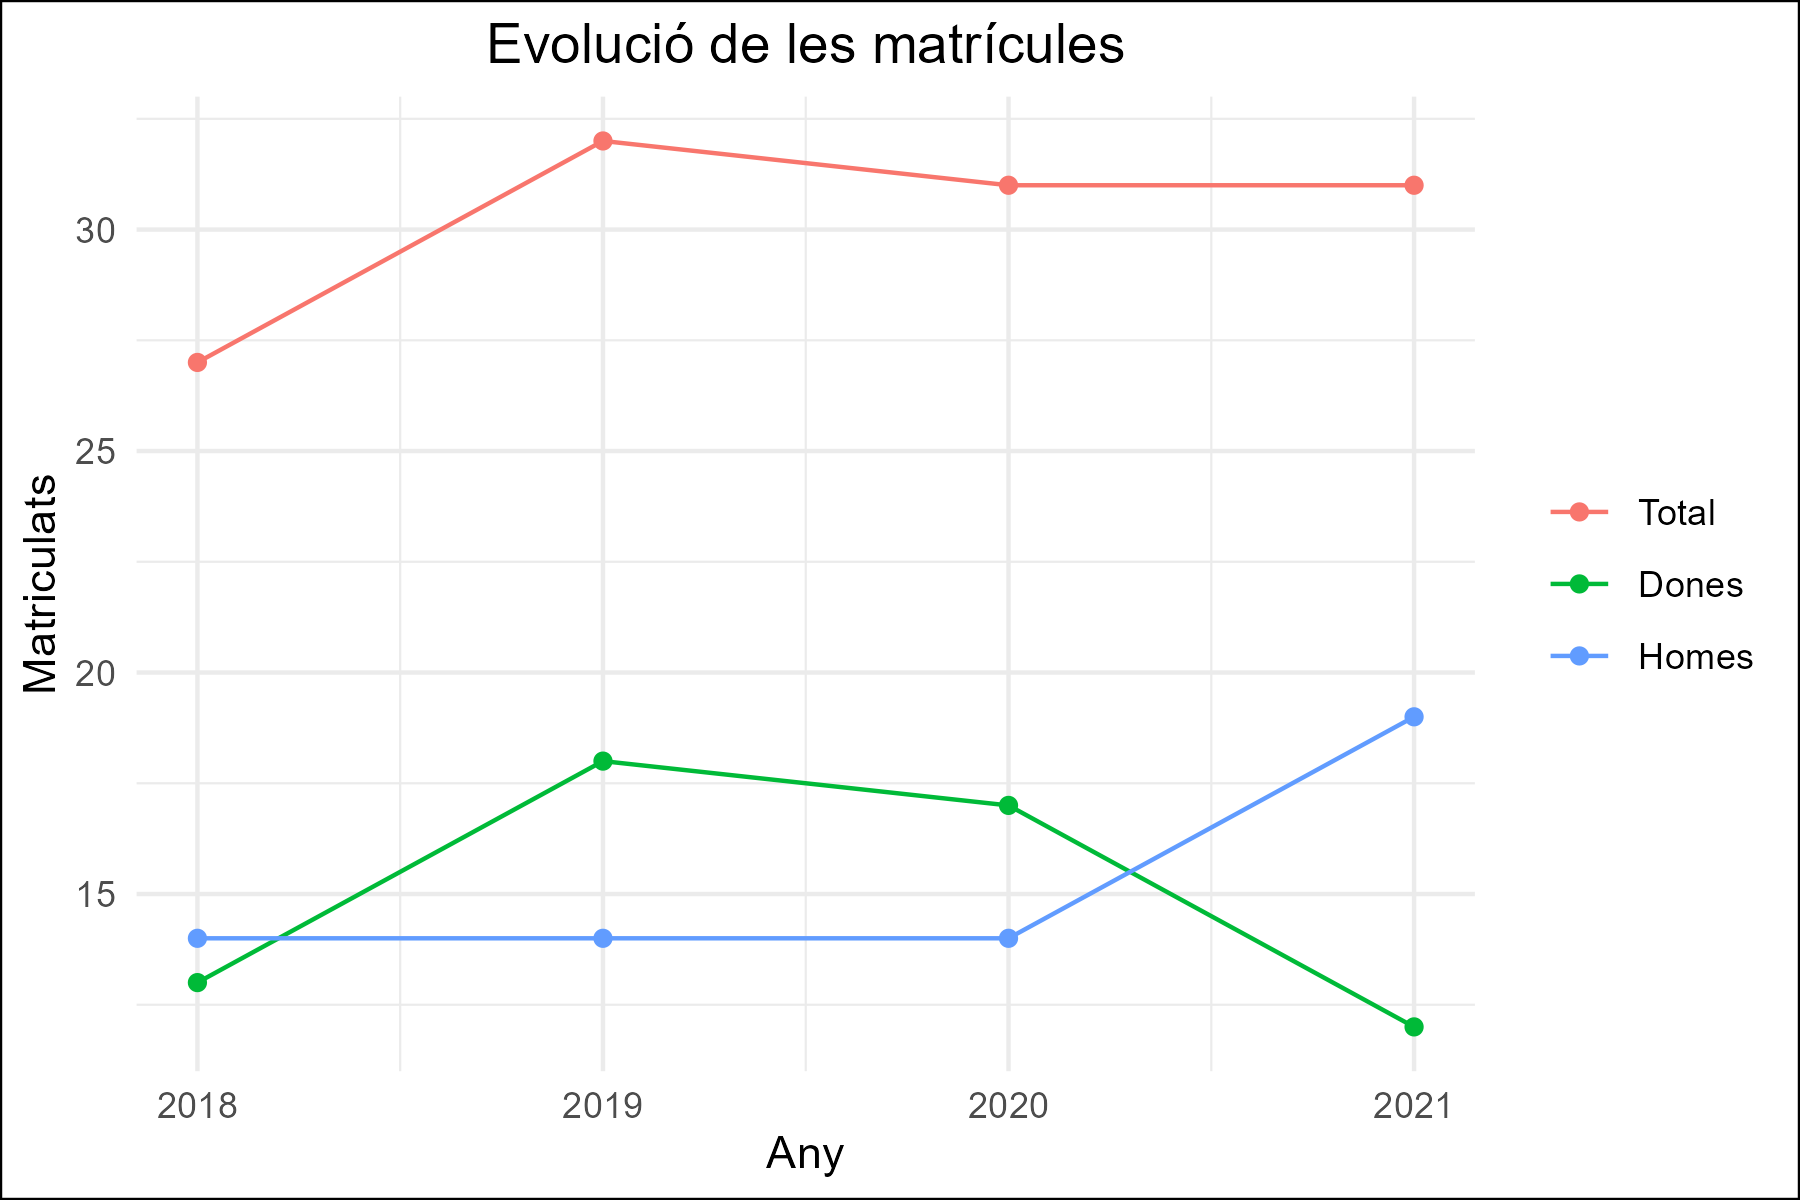 Evolució de les matrícules
Matriculats
30
25
20
15
2018 2019 2020 2021
Any
Total
Dones
Homes